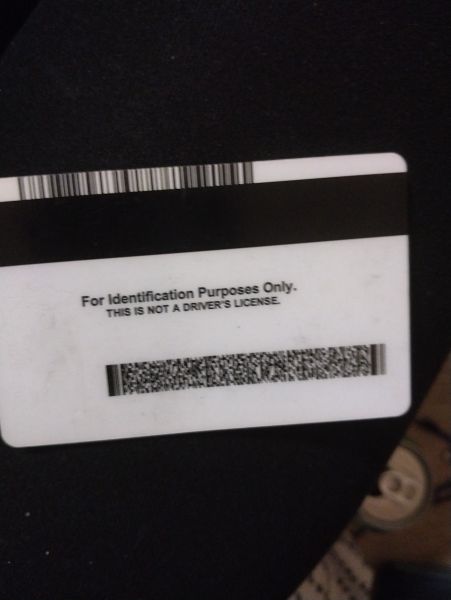 For Identification Purposes Only.
THIS IS NOT A DRIVER'S LICENSE.